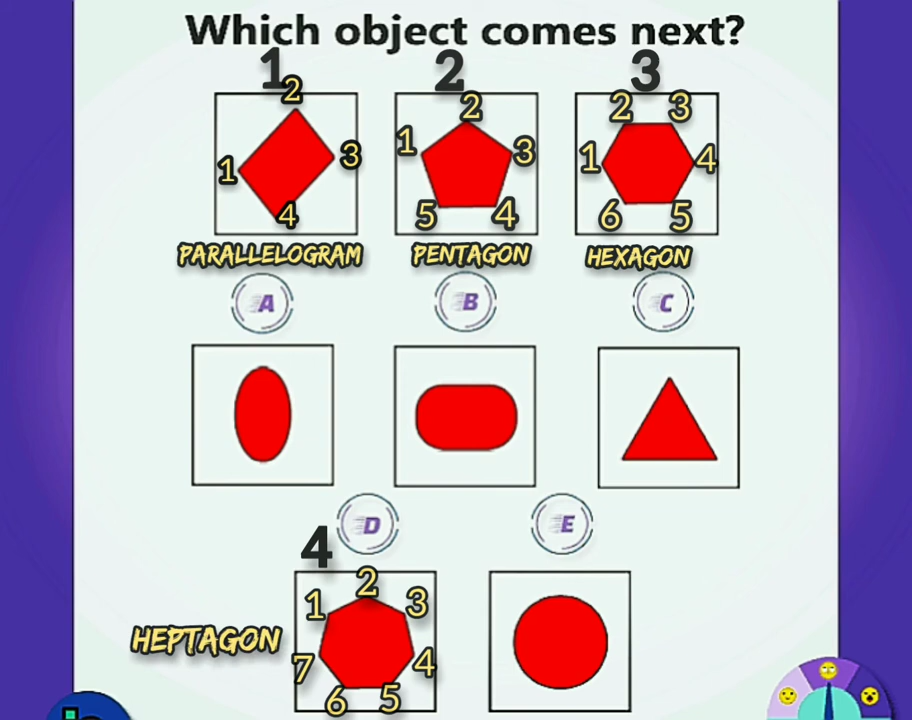 Which object comes next?
1 2 3
2 2 2 3
1 3 1 3 1 4
4 5 4 6 5
PARALLELOGRAM PENTAGON HEXAGON
A B C
D E
4
2
1 3
HEPTAGON 7 4
6 5